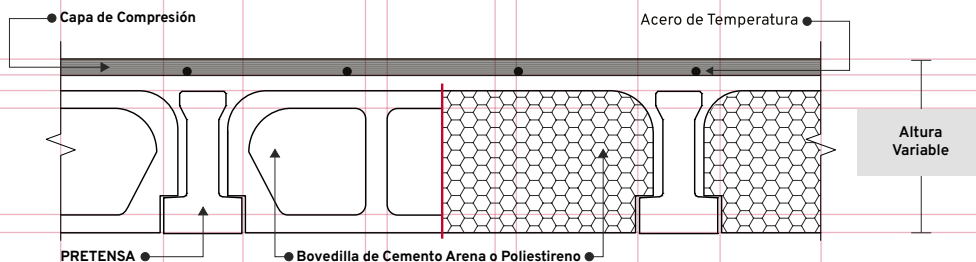 Capa de Compresión
Acero de Temperatura
Altura
Variable
PRETENSA
Bovedilla de Cemento Arena o Poliestireno